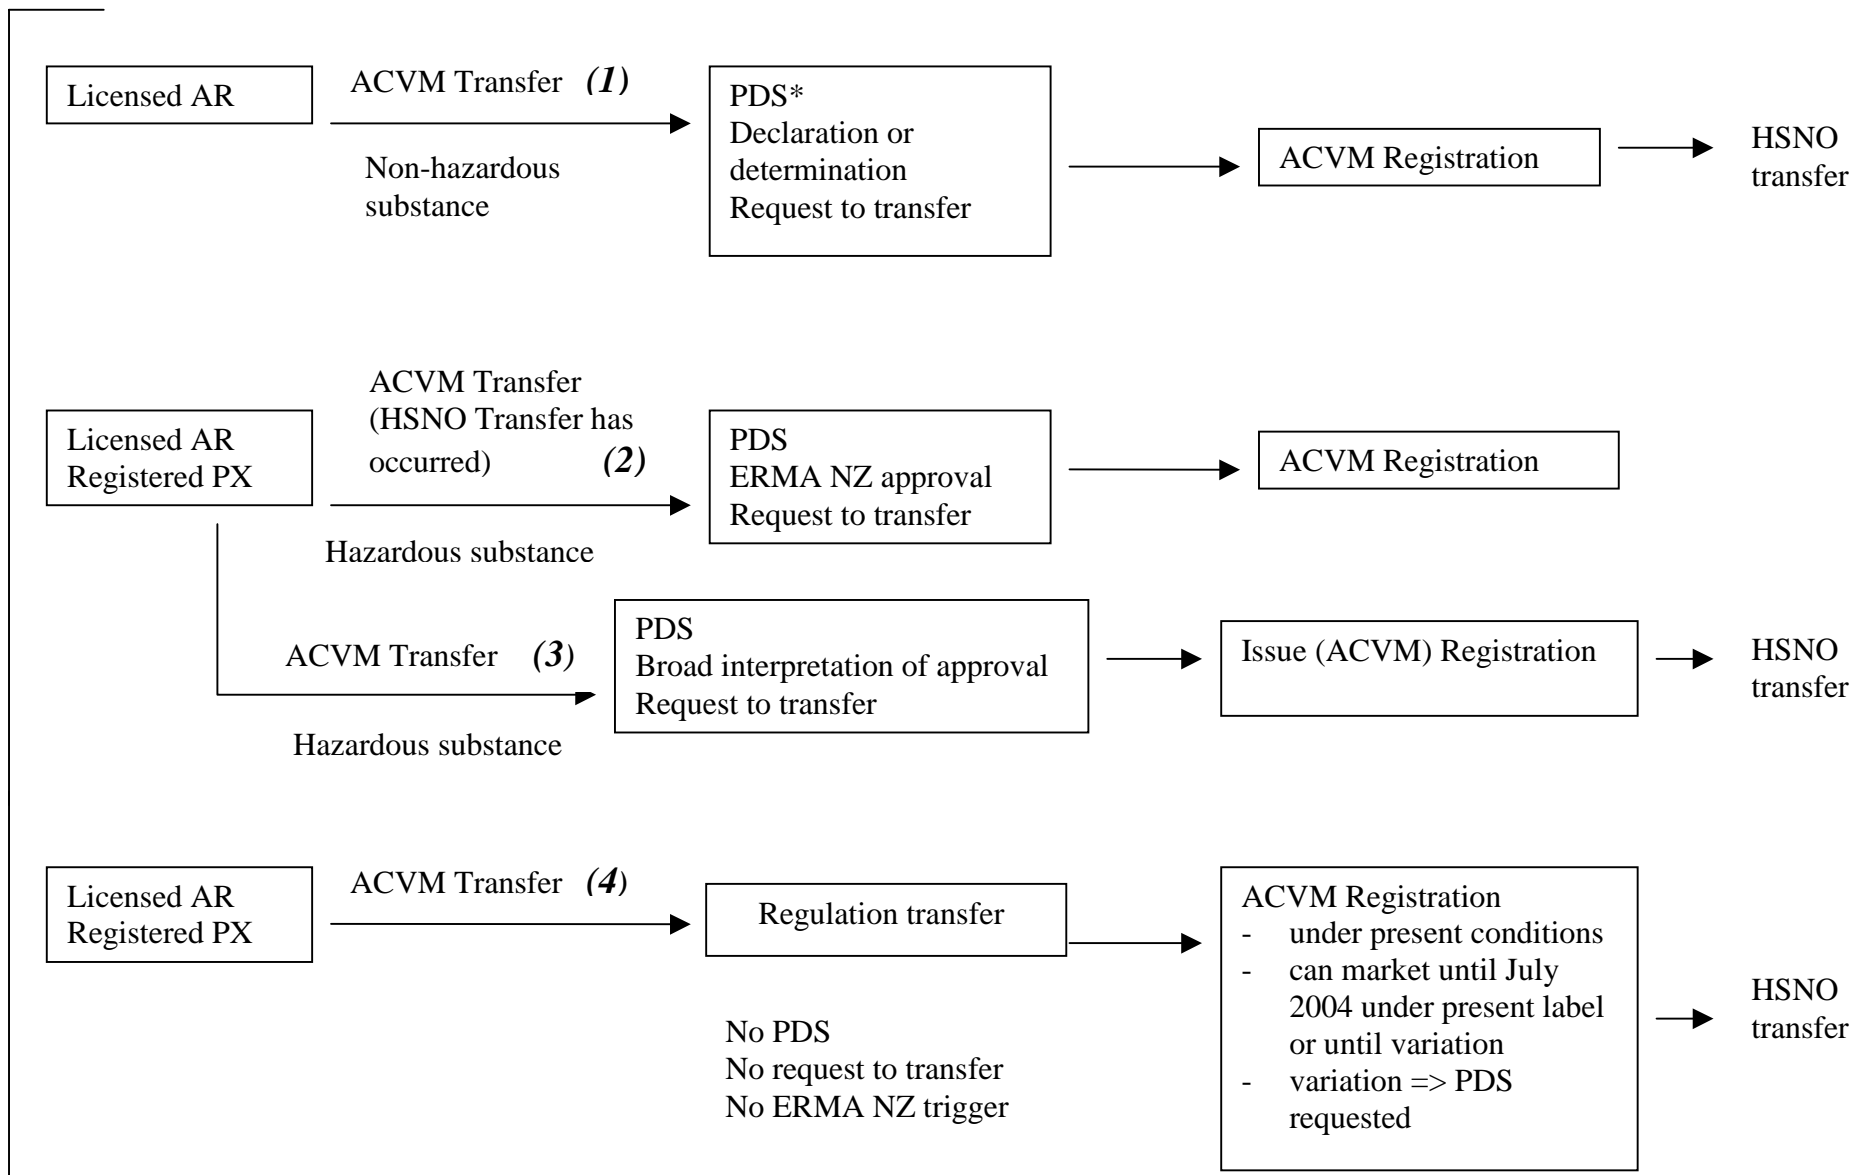 Licensed AR
ACVM Transfer (1)
Non-hazardous
substance
PDS*
Declaration or
determination
Request to transfer
ACVM Registration
HSNO
transfer
Licensed AR
Registered PX
ACVM Transfer
(HSNO Transfer has
occurred) (2)
Hazardous substance
PDS
ERMA NZ approval
Request to transfer
ACVM Registration
ACVM Transfer (3)
Hazardous substance
PDS
Broad interpretation of approval
Request to transfer
Issue (ACVM) Registration
HSNO
transfer
Licensed AR
Registered PX
ACVM Transfer (4)
Regulation transfer
No PDS
No request to transfer
No ERMA NZ trigger
ACVM Registration
- under present conditions
- can market until July
2004 under present label
or until variation
- variation => PDS
requested
HSNO
transfer